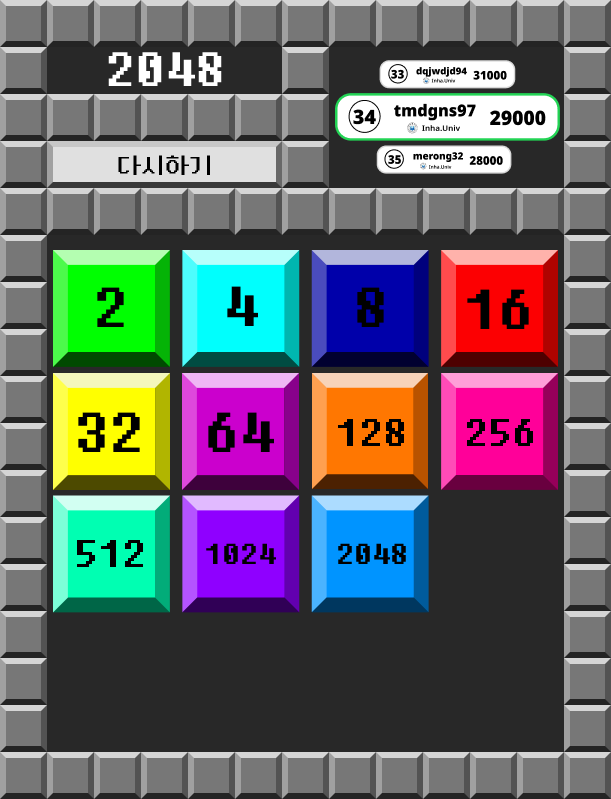 2048
33 dqjwdjd94 31000
Inha.Univ
34 tmdgns97 29000
Inha.Univ
다시하기
35 merong32 28000
Inha.Univ
2 4 8 16
32 64 128 256
512 1024 2048